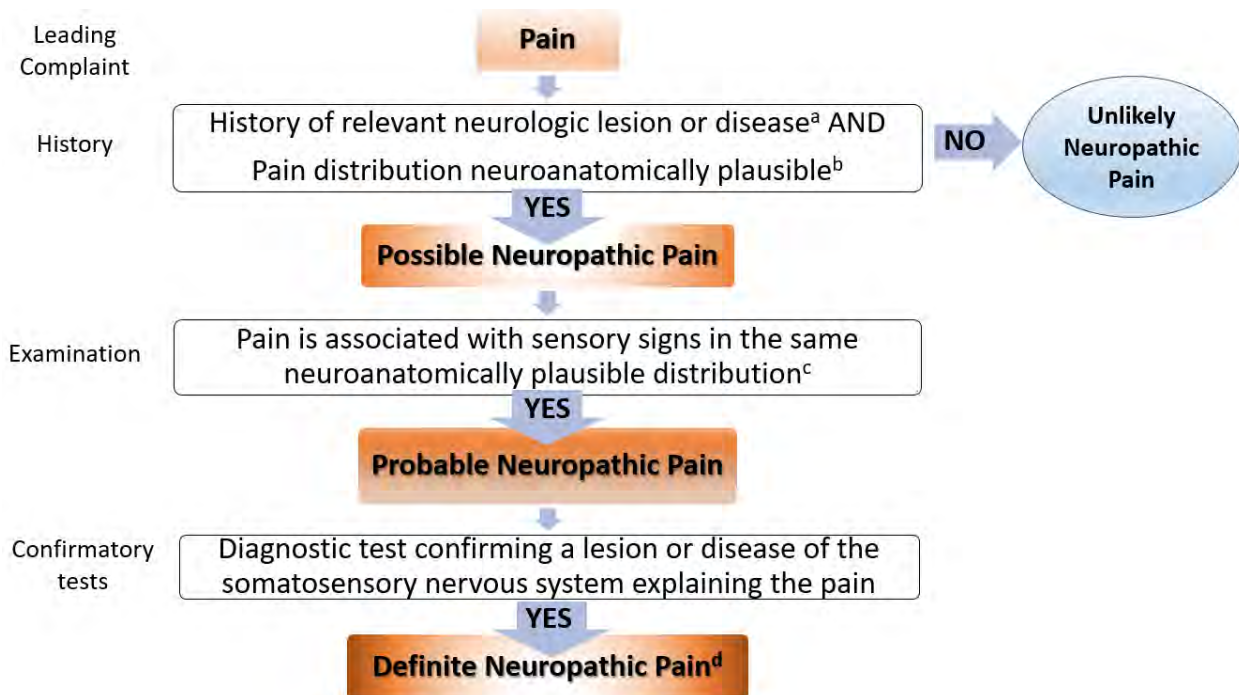 Leading
Complaint
Pain
History
History of relevant neurologic lesion or diseaseᵃ AND
Pain distribution neuroanatomically plausibleᵇ
NO
Unlikely
Neuropathic
Pain
YES
Possible Neuropathic Pain
Examination
Pain is associated with sensory signs in the same
neuroanatomically plausible distributionᶜ
YES
Probable Neuropathic Pain
Confirmatory
tests
Diagnostic test confirming a lesion or disease of the
somatosensory nervous system explaining the pain
YES
Definite Neuropathic Painᵈ